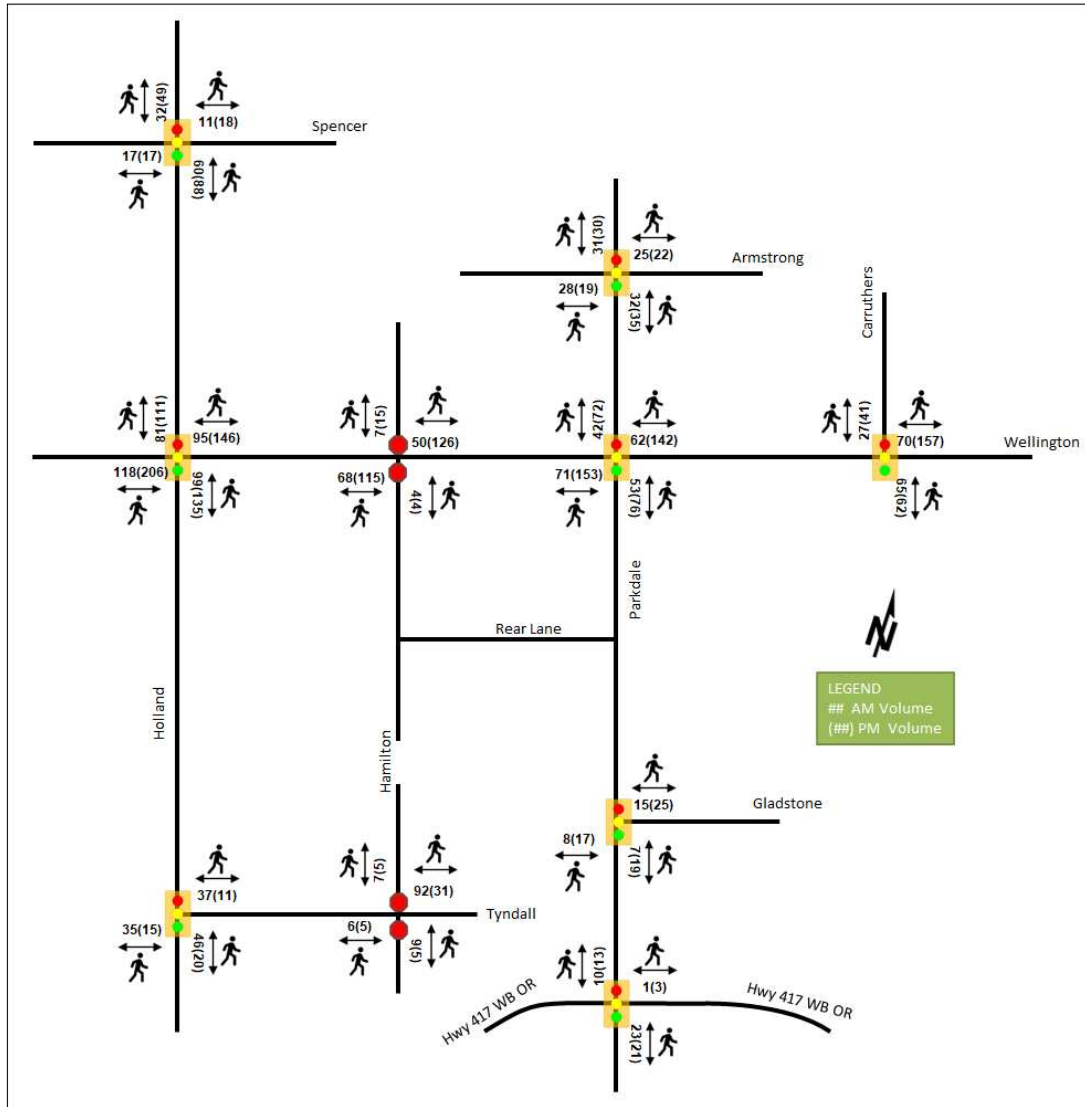 32(49)
11(18)
Spencer
17(17)
60(88)
31(30)
25(22)
Armstrong
28(19)
32(35)
Carruthers
81(111)
95(146)
7(15)
50(126)
42(72)
62(142)
27(41)
70(157)
Wellington
118(206)
99(135)
68(115)
4(4)
71(153)
53(76)
65(62)
Parkdale
Rear Lane
N
LEGEND
## AM Volume
(##) PM Volume
Holland
Hamilton
15(25)
Gladstone
8(17)
7(19)
37(11)
7(5)
92(31)
Tyndall
35(15)
46(20)
6(5)
9(5)
10(13)
1(3)
Hwy 417 WB OR
Hwy 417 WB OR
23(21)